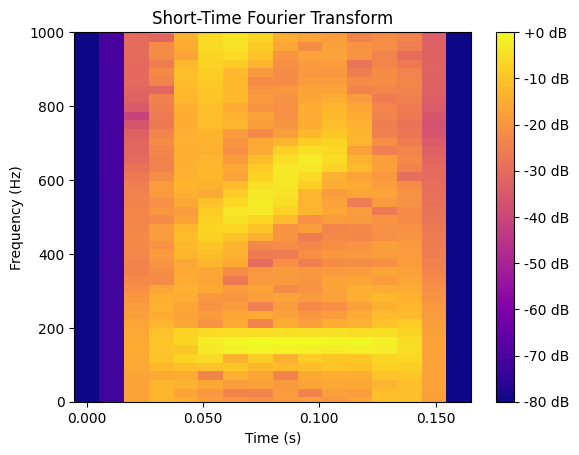 Short-Time Fourier Transform
1000
800
600
400
200
0
Frequency (Hz)
0.000
0.050
0.100
0.150
Time (s)
+0 dB
-10 dB
-20 dB
-30 dB
-40 dB
-50 dB
-60 dB
-70 dB
-80 dB